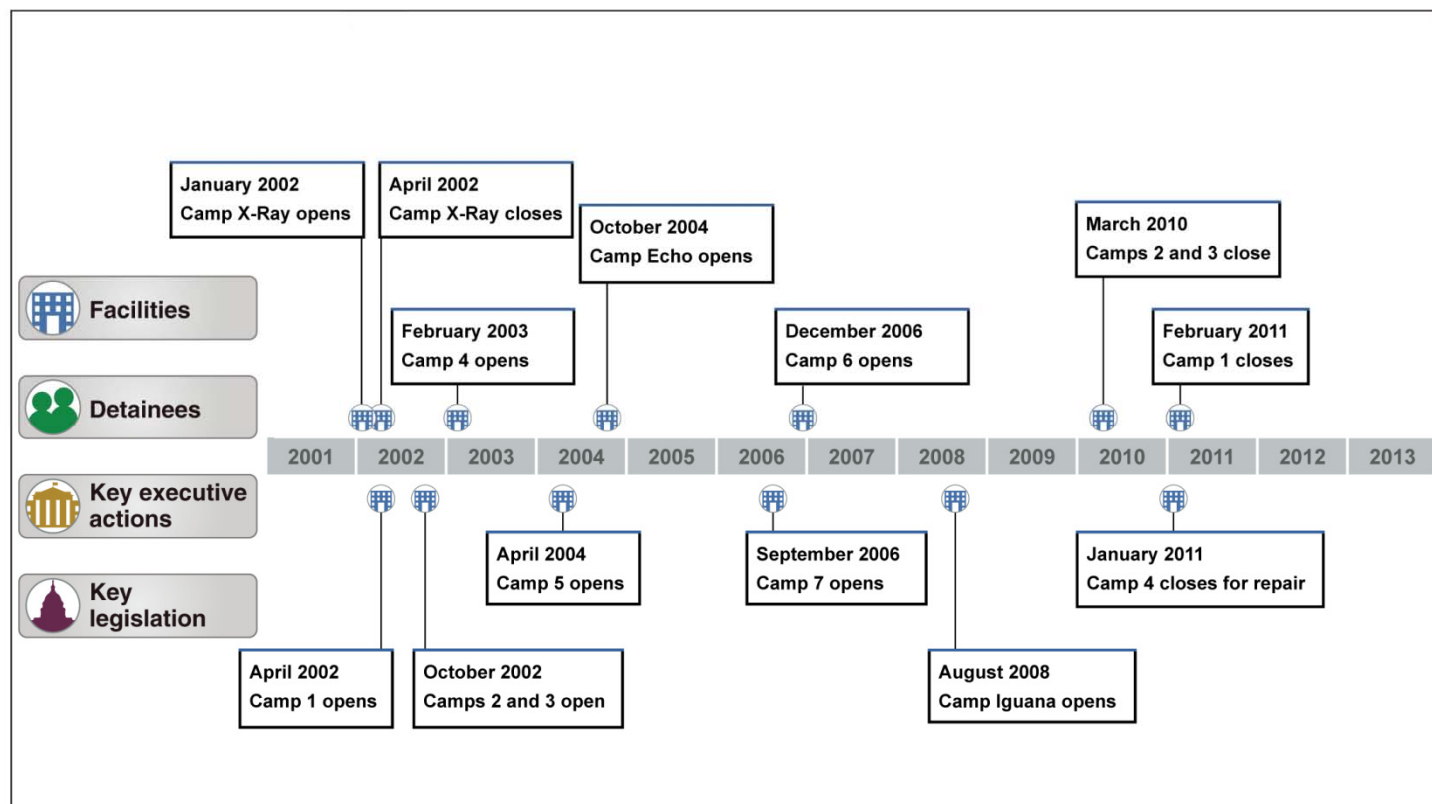 January 2002
Camp X-Ray opens
April 2002
Camp X-Ray closes
October 2004
Camp Echo opens
March 2010
Camps 2 and 3 close
Facilities
February 2003
Camp 4 opens
December 2006
Camp 6 opens
February 2011
Camp 1 closes
Detainees
2001 2002 2003 2004 2005 2006 2007 2008 2009 2010 2011 2012 2013
Key executive
actions
April 2004
Camp 5 opens
September 2006
Camp 7 opens
January 2011
Camp 4 closes for repair
Key
legislation
April 2002
Camp 1 opens
October 2002
Camps 2 and 3 open
August 2008
Camp Iguana opens